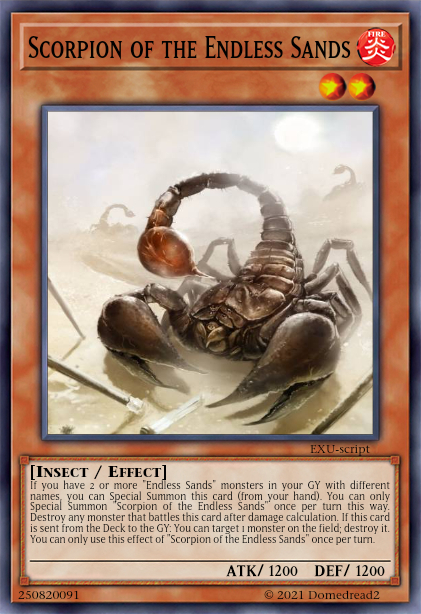 Scorpion of the Endless Sands
FIRE
炎
EXU-script
[Insect / Effect]
If you have 2 or more "Endless Sands" monsters in your GY with different
names, you can Special Summon this card (from your hand). You can only
Special Summon "Scorpion of the Endless Sands" once per turn this way.
Destroy any monster that battles this card after damage calculation. If this card
is sent from the Deck to the GY: You can target 1 monster on the field; destroy it.
You can only use this effect of "Scorpion of the Endless Sands" once per turn.
ATK/ 1200 DEF/ 1200
250820091 © 2021 Domedread2